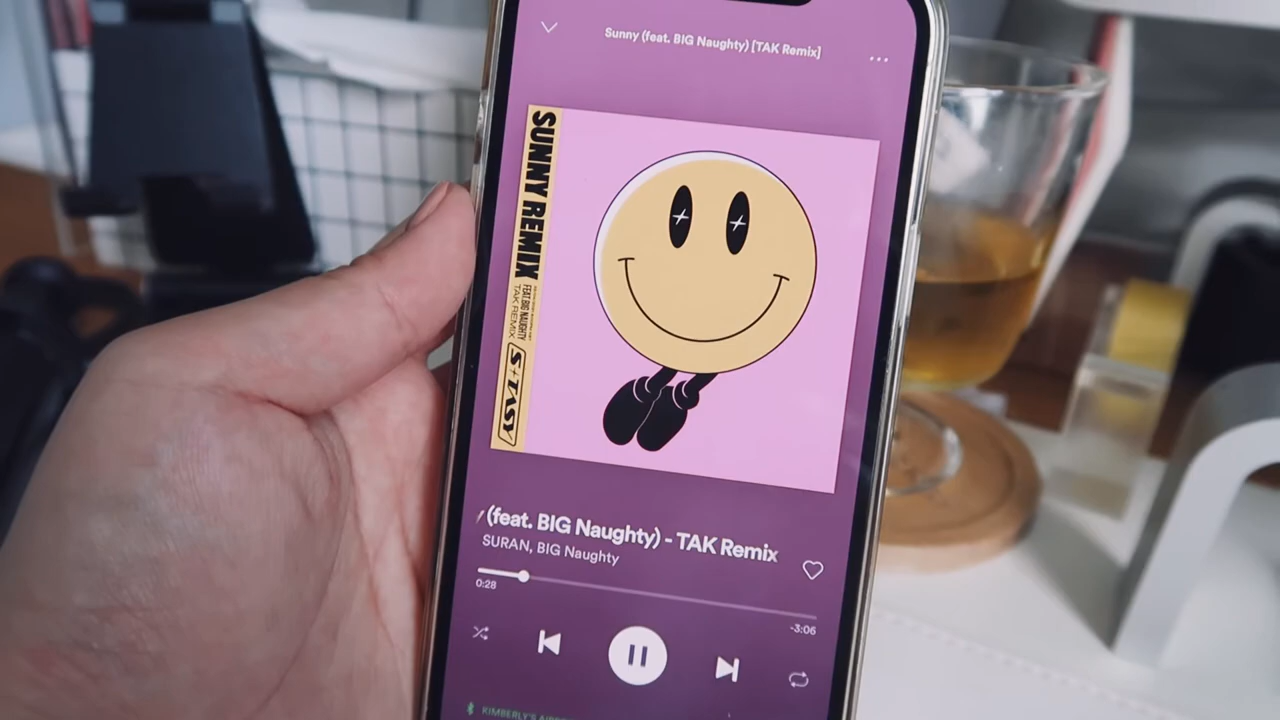 Sunny (feat. BIG Naughty) [TAK Remix]
SUNNY REMIX
FEAT.BIG NAUGHTY
TAK REMIX
S+TASY
(feat. BIG Naughty) - TAK Remix
SURAN, BIG Naughty
0:28
-3:06
KIMBERLY'S